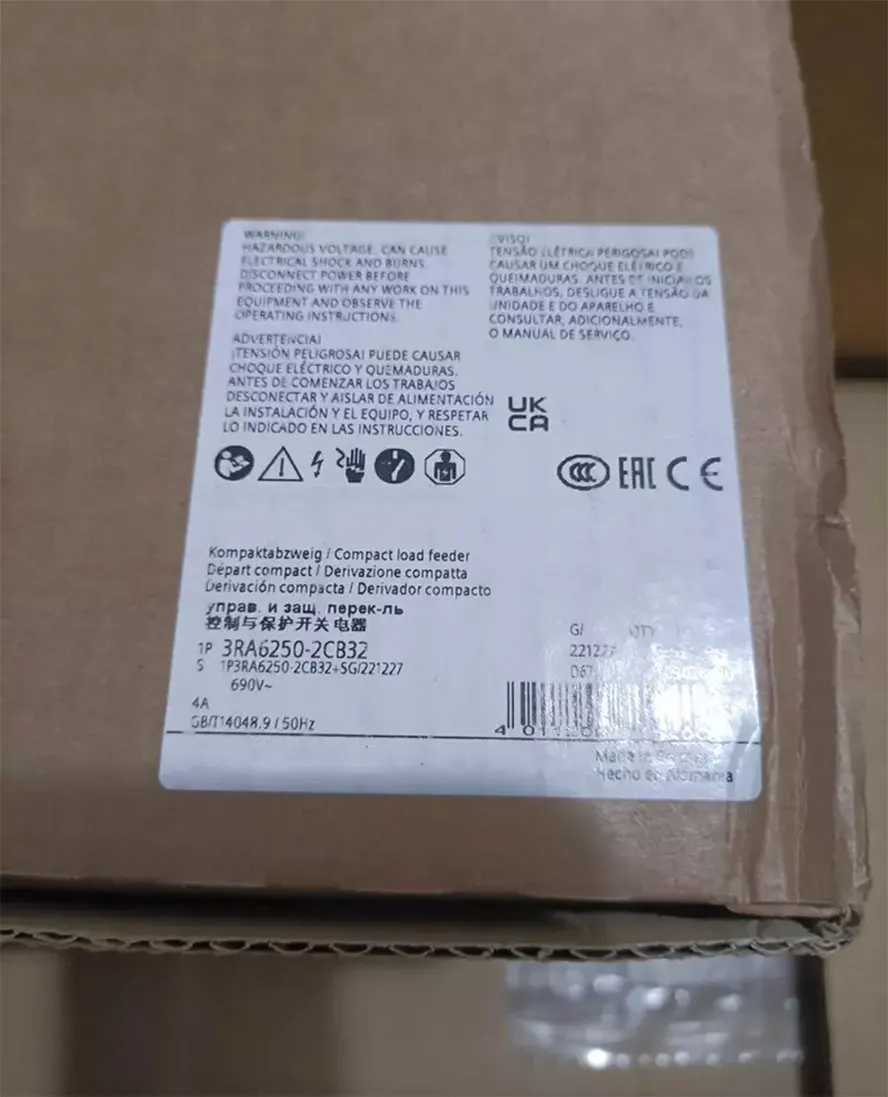 WARNING!
HAZARDOUS VOLTAGE. CAN CAUSE
ELECTRICAL SHOCK AND BURNS.
DISCONNECT POWER BEFORE
PROCEEDING WITH ANY WORK ON THIS
EQUIPMENT AND OBSERVE THE
OPERATING INSTRUCTIONS.
¡ADVERTENCIA!
¡TENSIÓN PELIGROSA! PUEDE CAUSAR
CHOQUE ELÉCTRICO Y QUEMADURAS.
ANTES DE COMENZAR LOS TRABAJOS
DESCONECTAR Y AISLAR DE ALIMENTACIÓN
LA INSTALACIÓN Y EL EQUIPO, Y RESPETAR
LO INDICADO EN LAS INSTRUCCIONES.
TENSÃO ELÉTRICA PERIGOSA! PODE
CAUSAR UM CHOQUE ELÉTRICO E
QUEIMADURAS. ANTES DE INICIAR OS
TRABALHOS, DESLIGUE A TENSÃO DA
UNIDADE E DO APARELHO E
CONSULTAR, ADICIONALMENTE,
O MANUAL DE SERVIÇO.
UK
CA
CCC EAC CE
Kompaktabzweig / Compact load feeder
Départ compact / Derivazione compatta
Derivación compacta / Derivador compacto
управ. и защ. перек-ль
控制与保护开关电器
1P 3RA6250-2CB32
S 1P3RA6250-2CB32+SG/221227
690V~
4A
GB/T14048.9 / 50Hz
G/ QTY
Made in
Hecho en